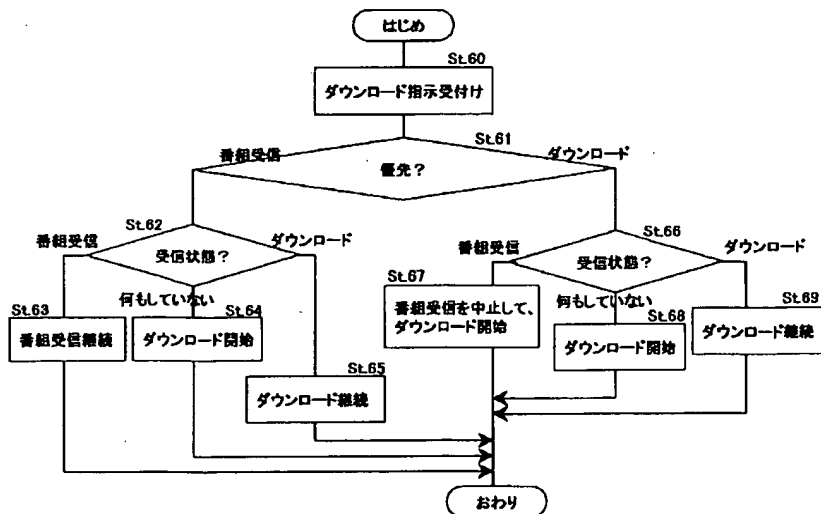 はじめ
St.60
ダウンロード指示受付け
St.61
番組受信
ダウンロード
優先？
St.62
番組受信
ダウンロード
受信状態？
何もしていない
St.63
番組受信継続
St.64
ダウンロード開始
St.65
ダウンロード継続
St.66
番組受信
ダウンロード
受信状態？
何もしていない
St.67
番組受信を中止して、
ダウンロード開始
St.68
ダウンロード開始
St.69
ダウンロード継続
おわり